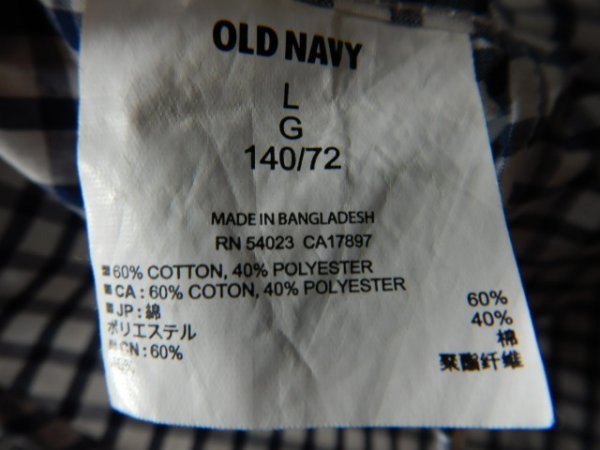 OLD NAVY
L
G
140/72
MADE IN BANGLADESH
RN 54023 CA17897
60% COTTON, 40% POLYESTER
CA : 60% COTON, 40% POLYESTER
JP : 綿 60%
ポリエステル 40%
CN : 60% 棉
40% 聚酯纤维